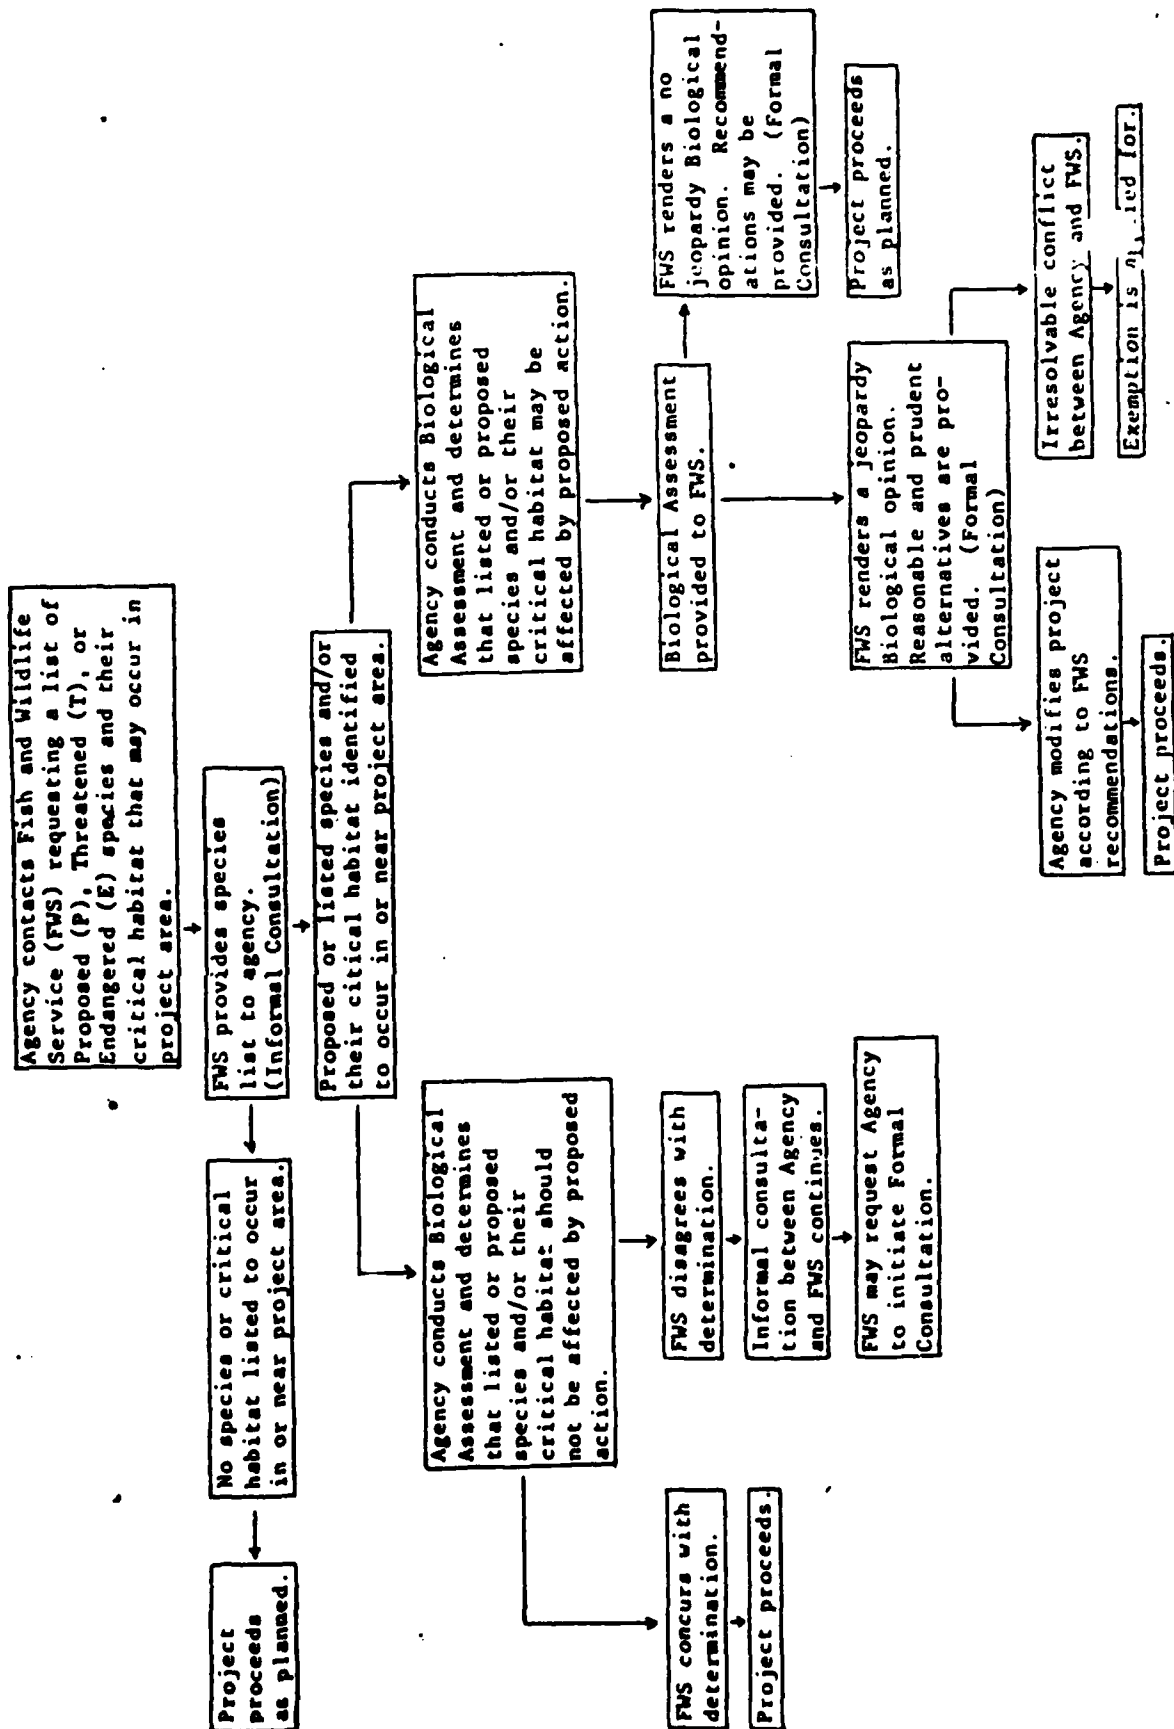 Agency contacts Fish and Wildlife
Service (FWS) requesting a list of
Proposed (P), Threatened (T), or
Endangered (E) species and their
critical habitat that may occur in
project area.
FWS provides species
list to agency.
(Informal Consultation)
No species or critical
habitat listed to occur
in or near project area.
Project
proceeds
as planned.
Proposed or listed species and/or
their citical habitat identified
to occur in or near project area.
Agency conducts Biological
Assessment and determines
that listed or proposed
species and/or their
critical habitat should
not be affected by proposed
action.
FWS concurs with
determination.
Project proceeds.
FWS disagrees with
determination.
Informal consulta-
tion between Agency
and FWS continues.
FWS may request Agency
to initiate Formal
Consultation.
Agency conducts Biological
Assessment and determines
that listed or proposed
species and/or their
critical habitat may be
affected by proposed action.
Biological Assessment
provided to FWS.
FWS renders a no
jeopardy Biological
opinion. Recommend-
ations may be
provided. (Formal
Consultation)
Project proceeds
as planned.
FWS renders a jeopardy
Biological opinion.
Reasonable and prudent
alternatives are pro-
vided. (Formal
Consultation)
Agency modifies project
according to FWS
recommendations.
Project proceeds.
Irresolvable conflict
between Agency and FWS.
Exemption is for.